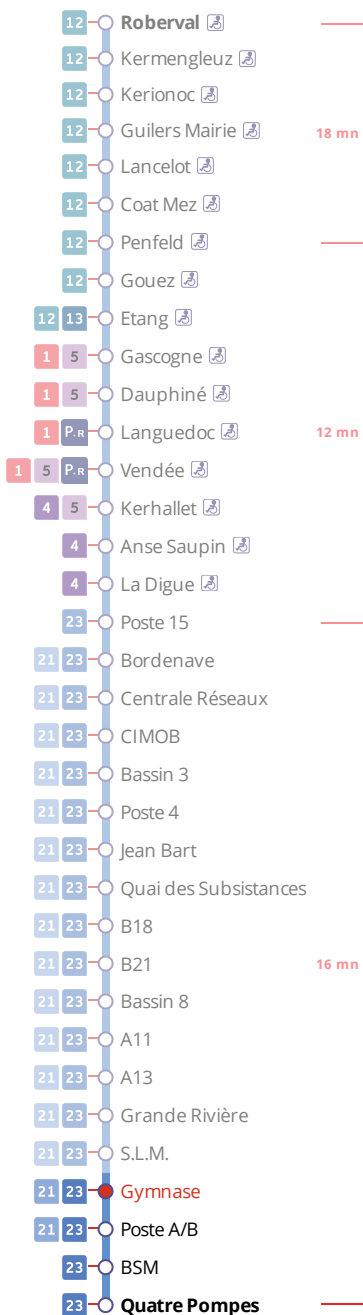 12 Roberval
12 Kermengleuz
12 Kerionoc
12 Guilers Mairie 18 mn
12 Lancelot
12 Coat Mez
12 Penfeld
12 Gouez
12 13 Etang
1 5 Gascogne
1 5 Dauphiné
1 P.R Languedoc 12 mn
1 5 P.R Vendée
4 5 Kerhallet
4 Anse Saupin
4 La Digue
23 Poste 15
21 23 Bordenave
21 23 Centrale Réseaux
21 23 CIMOB
21 23 Bassin 3
21 23 Poste 4
21 23 Jean Bart
21 23 Quai des Subsistances
21 23 B18
21 23 B21 16 mn
21 23 Bassin 8
21 23 A11
21 23 A13
21 23 Grande Rivière
21 23 S.L.M.
21 23 Gymnase
21 23 Poste A/B
23 BSM
23 Quatre Pompes